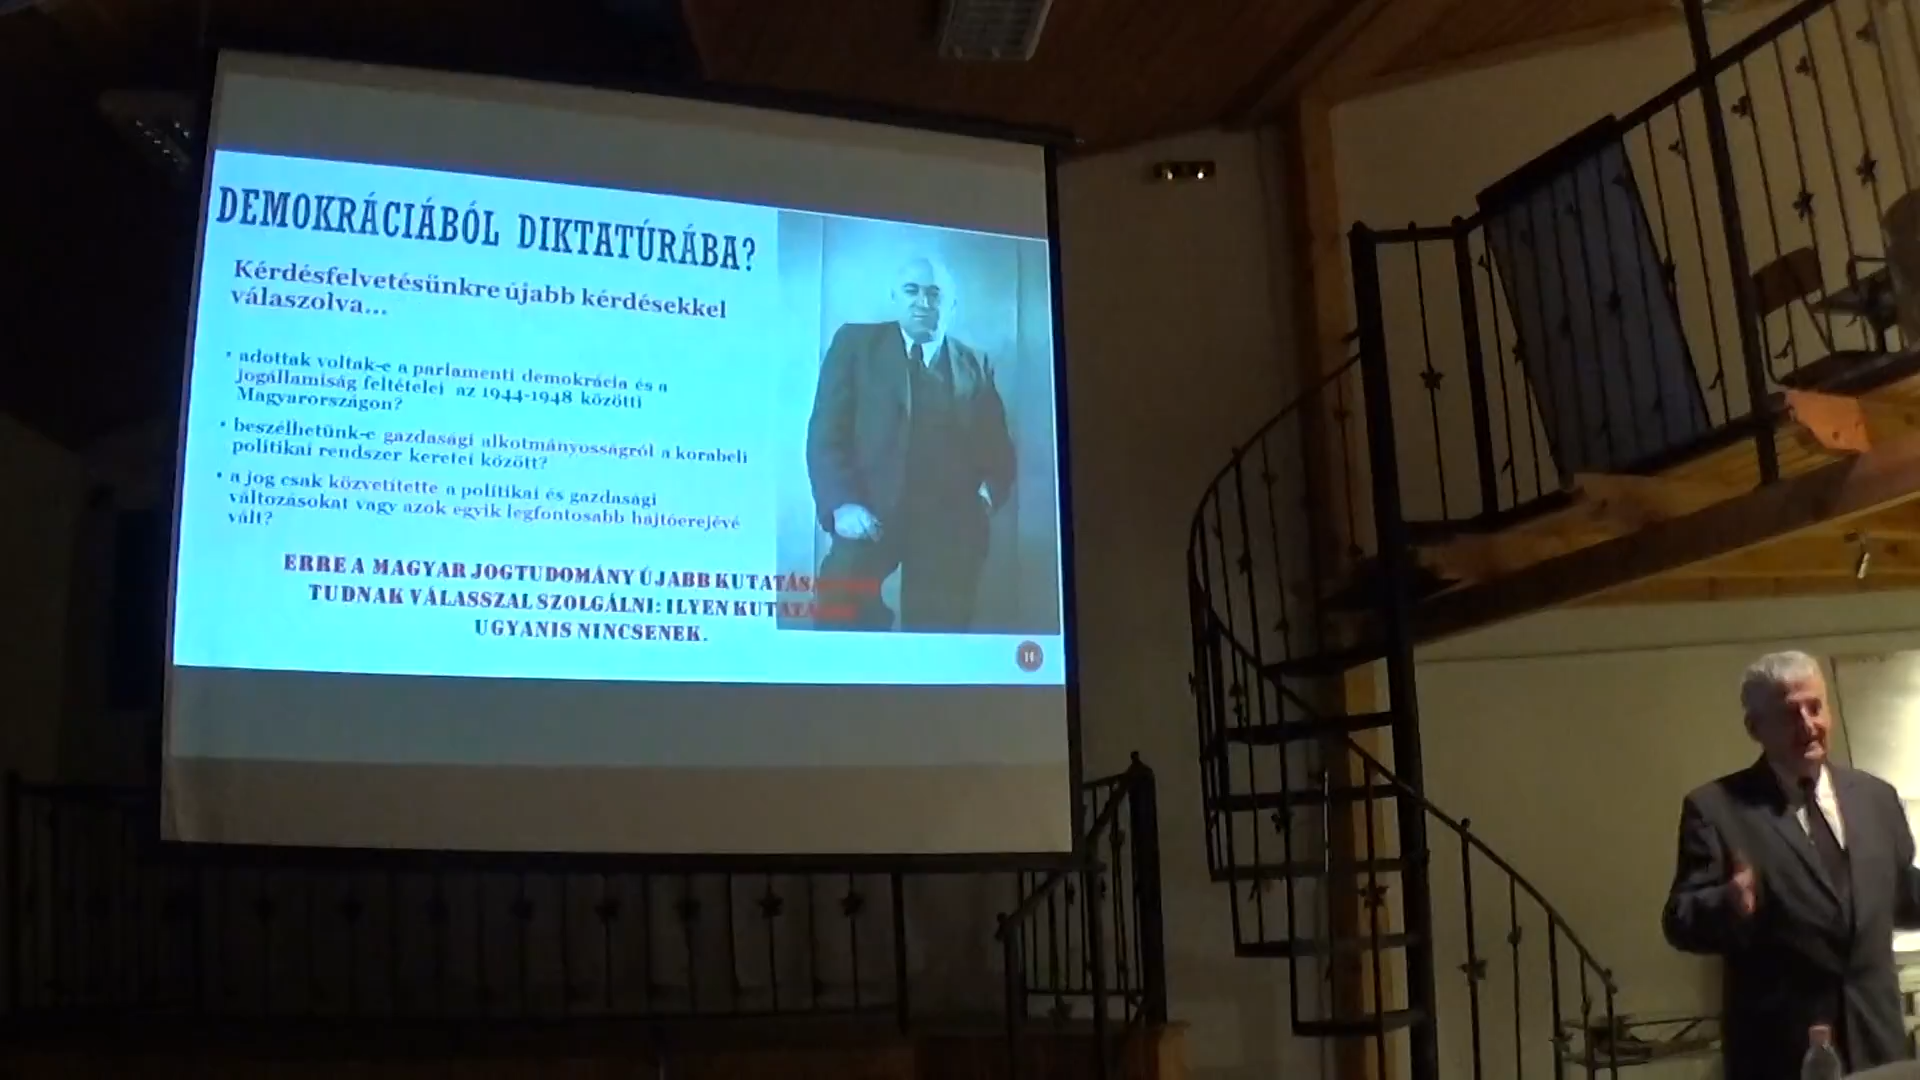 DEMOKRÁCIÁBÓL DIKTATÚRÁBA?
Kérdésfelvetésünkre újabb kérdésekkel
válaszolva...
• adottak voltak-e a parlamenti demokrácia és a
jogállamiság feltételei az 1944-1948 közötti
Magyarországon?
• beszélhetünk-e gazdasági alkotmányosságról a korabeli
politikai rendszer keretei között?
• a jog csak közvetítette a politikai és gazdasági
változásokat vagy azok egyik legfontosabb hajtóerejévé
vált?
ERRE A MAGYAR JOGTUDOMÁNY ÚJABB
TUDNAK VÁLASSZAL SZOLGÁLNI: ILYEN
UGYANIS NINCSENEK.